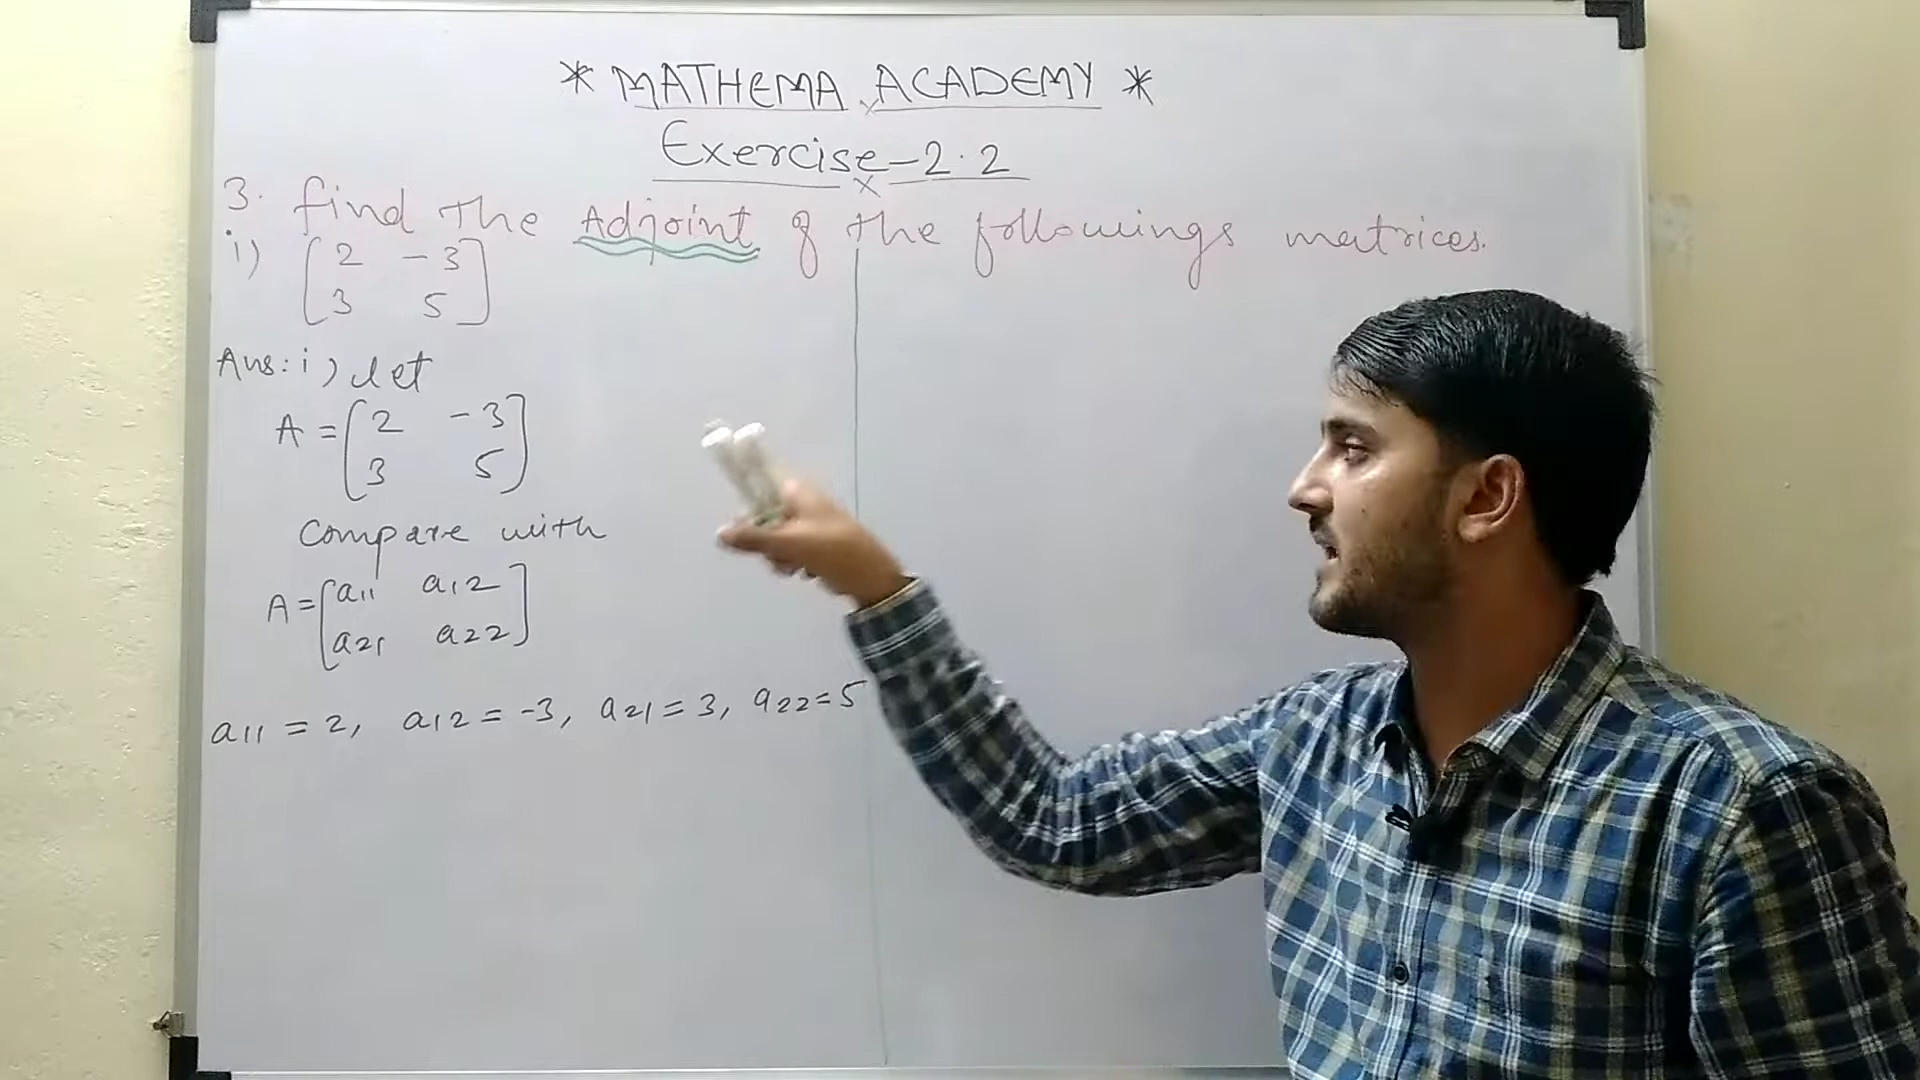 * MATHEMA ACADEMY *
Exercise-2.2
3. find the Adjoint of the followings matrices.
i) [2 -3
3 5]
Ans: i) let
A = [2 -3
3 5]
Compare with
A = [a11 a12
a21 a22]
a11 = 2, a12 = -3, a21 = 3, a22 = 5